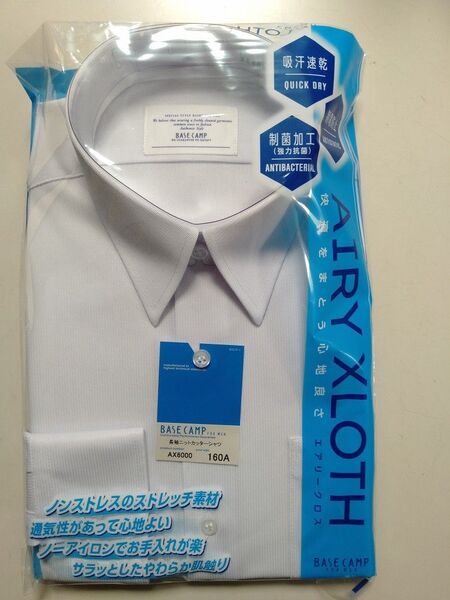 吸汗速乾
QUICK DRY
制菌加工
(強力抗菌)
ANTIBACTERIAL
AIRY XLOTH
快適をまとう心地良さ
エアリークロス
BASE CAMP
BASE CAMP FOR MEN
長袖ニットカッターシャツ
AX6000
160A
ノンストレスのストレッチ素材
通気性があって心地よい
ノーアイロンでお手入れが楽
サラッとしたやわらか肌触り
BASE CAMP
FOR MEN